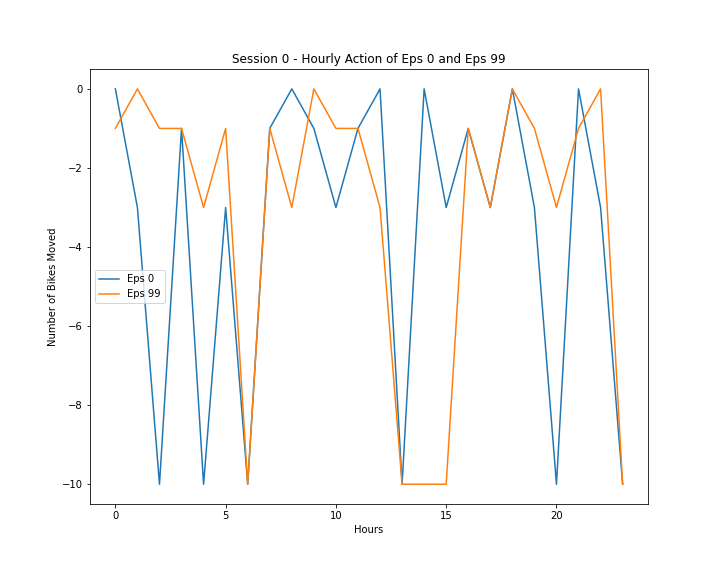 Session 0 - Hourly Action of Eps 0 and Eps 99
0
−2
−4
−6
−8
−10
Number of Bikes Moved
Eps 0
Eps 99
0 5 10 15 20
Hours